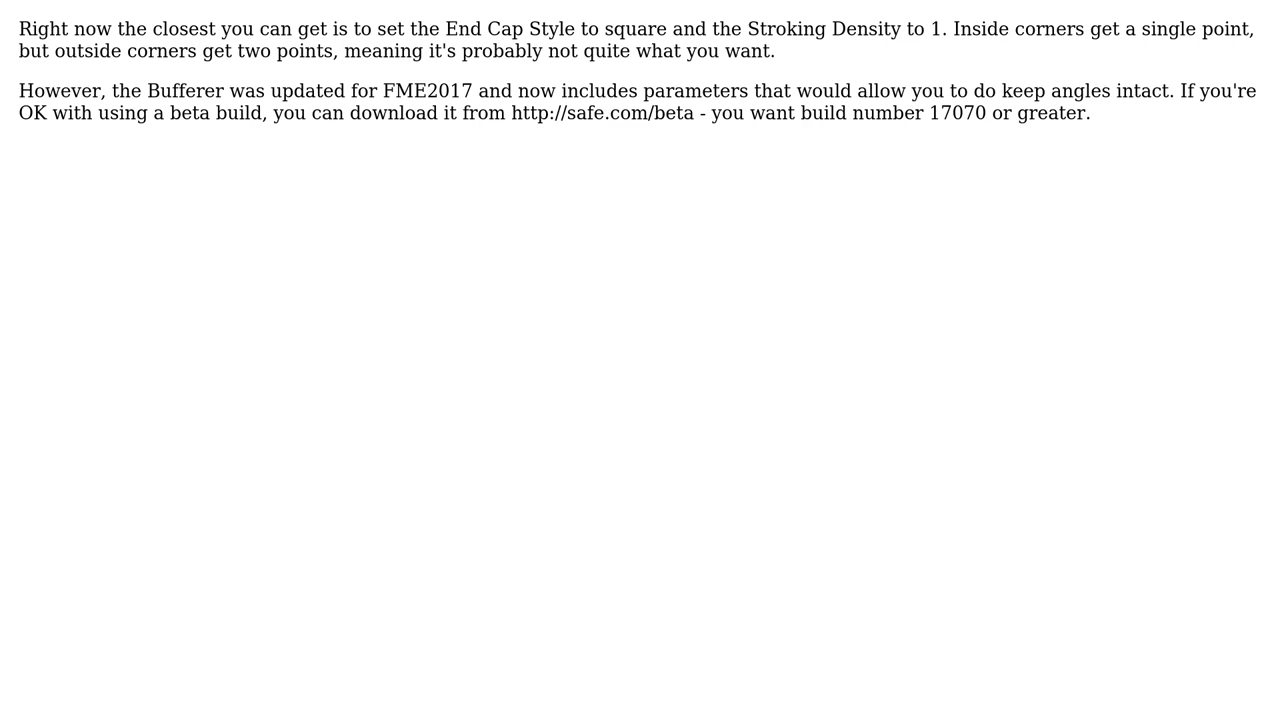 Right now the closest you can get is to set the End Cap Style to square and the Stroking Density to 1. Inside corners get a single point,
but outside corners get two points, meaning it's probably not quite what you want.
However, the Bufferer was updated for FME2017 and now includes parameters that would allow you to do keep angles intact. If you're
OK with using a beta build, you can download it from http://safe.com/beta - you want build number 17070 or greater.